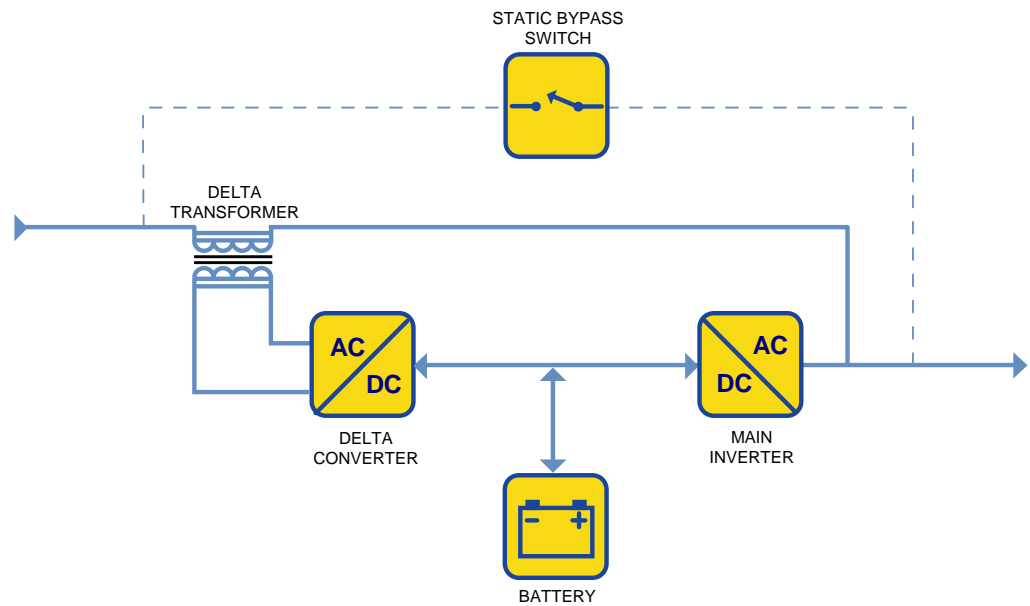 STATIC BYPASS
SWITCH
DELTA
TRANSFORMER
AC
DC
AC
DC
DELTA
CONVERTER
MAIN
INVERTER
- +
BATTERY